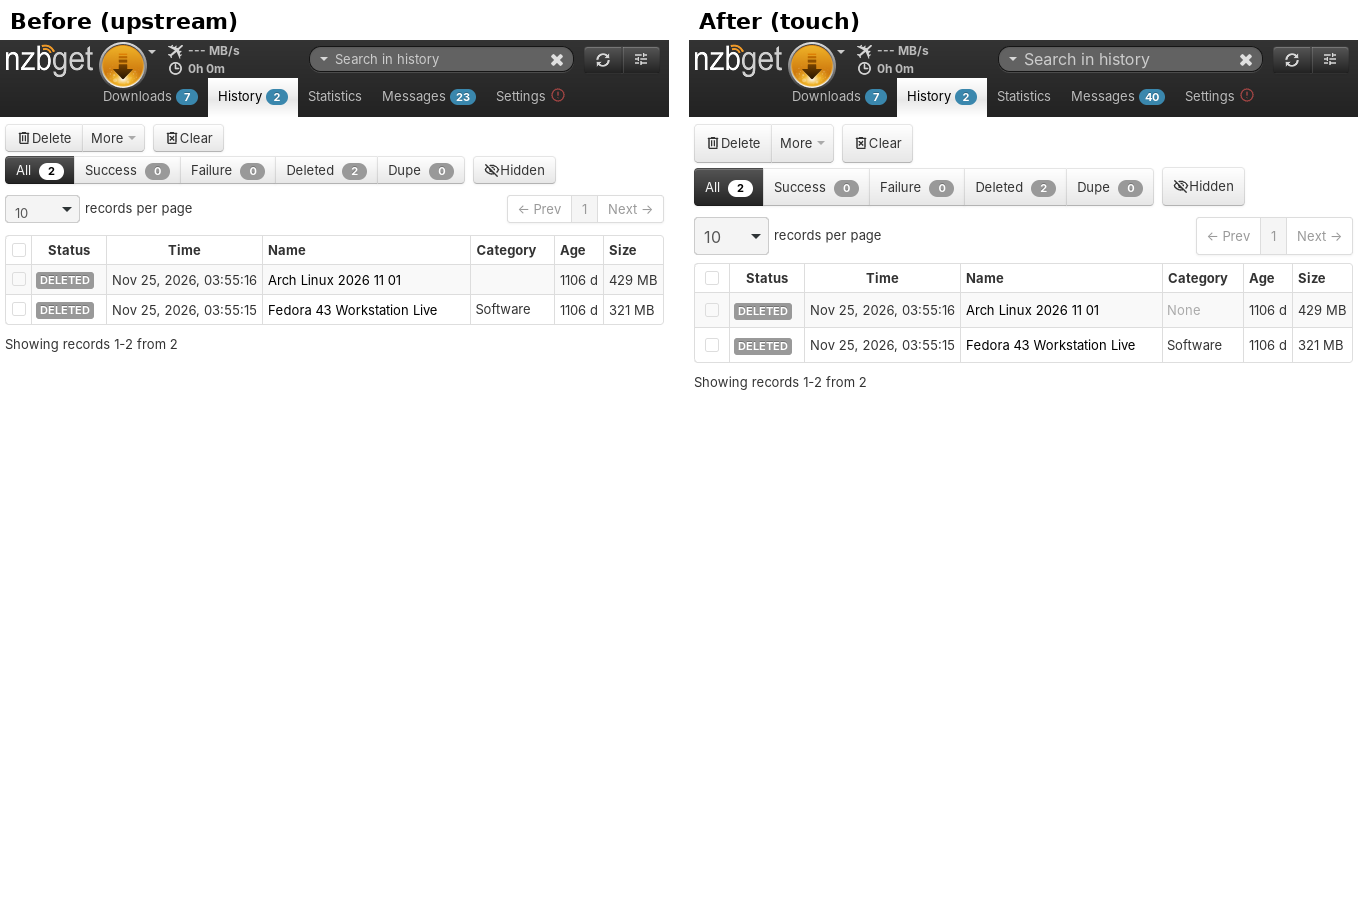 Before (upstream)
nzbget
--- MB/s
0h 0m
Search in history
Downloads 7 History 2 Statistics Messages 23 Settings
Delete More Clear
All 2 Success 0 Failure 0 Deleted 2 Dupe 0 Hidden
10 records per page ← Prev 1 Next →
Status Time Name Category Age Size
DELETED Nov 25, 2026, 03:55:16 Arch Linux 2026 11 01 1106 d 429 MB
DELETED Nov 25, 2026, 03:55:15 Fedora 43 Workstation Live Software 1106 d 321 MB
Showing records 1-2 from 2
After (touch)
nzbget
--- MB/s
0h 0m
Search in history
Downloads 7 History 2 Statistics Messages 40 Settings
Delete More Clear
All 2 Success 0 Failure 0 Deleted 2 Dupe 0 Hidden
10 records per page ← Prev 1 Next →
Status Time Name Category Age Size
DELETED Nov 25, 2026, 03:55:16 Arch Linux 2026 11 01 None 1106 d 429 MB
DELETED Nov 25, 2026, 03:55:15 Fedora 43 Workstation Live Software 1106 d 321 MB
Showing records 1-2 from 2